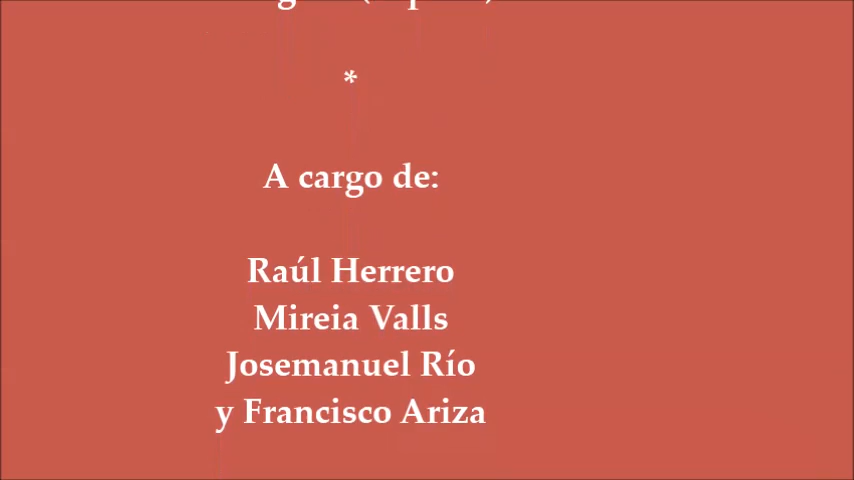 *
A cargo de:
Raúl Herrero
Mireia Valls
Josemanuel Río
y Francisco Ariza